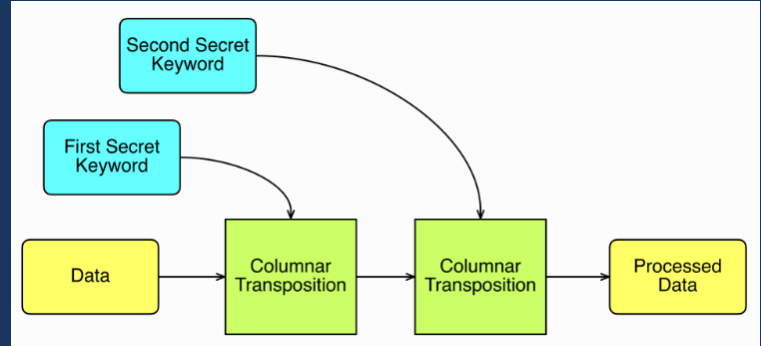 Second Secret
Keyword
First Secret
Keyword
Data
Columnar
Transposition
Columnar
Transposition
Processed
Data